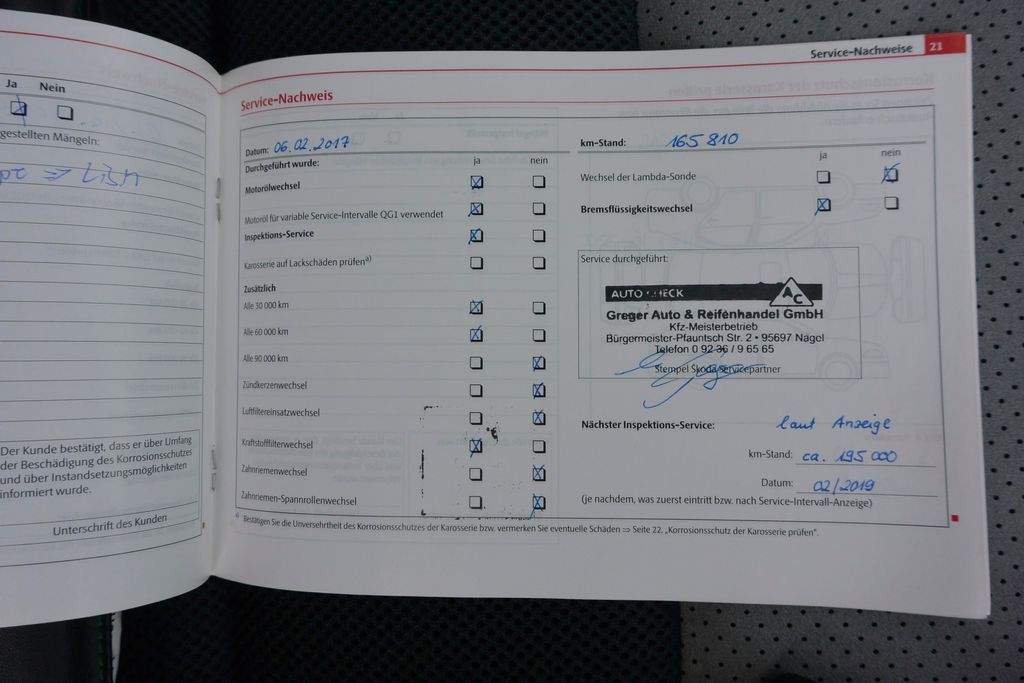 Ja Nein
gestellten Mängeln:
Der Kunde bestätigt, dass er über Umfang
der Beschädigung des Korrosionsschutzes
und über Instandsetzungsmöglichkeiten
informiert wurde.
Unterschrift des Kunden
Service-Nachweise 21
Service-Nachweis
Datum: 06.02.2017
Durchgeführt wurde: ja nein
Motorölwechsel
Motoröl für variable Service-Intervalle QG1 verwendet
Inspektions-Service
Karosserie auf Lackschäden prüfen a)
Zusätzlich
Alle 30 000 km
Alle 60 000 km
Alle 90 000 km
Zündkerzenwechsel
Luftfiltereinsatzwechsel
Kraftstofffilterwechsel
Zahnriemenwechsel
Zahnriemen-Spannrollenwechsel
km-Stand: 165 810
ja nein
Wechsel der Lambda-Sonde
Bremsflüssigkeitswechsel
Service durchgeführt:
AUTO CHECK AC
Greger Auto & Reifenhandel GmbH
Kfz-Meisterbetrieb
Bürgermeister-Pfauntsch Str. 2 • 95697 Nagel
Telefon 0 92 36 / 9 65 65
Stempel Škoda Servicepartner
Nächster Inspektions-Service: laut Anzeige
km-Stand: ca. 195 000
Datum: 02/2019
(je nachdem, was zuerst eintritt bzw. nach Service-Intervall-Anzeige)
a) Bestätigen Sie die Unversehrtheit des Korrosionsschutzes der Karosserie bzw. vermerken Sie eventuelle Schäden ⇒ Seite 22, „Korrosionsschutz der Karosserie prüfen“.